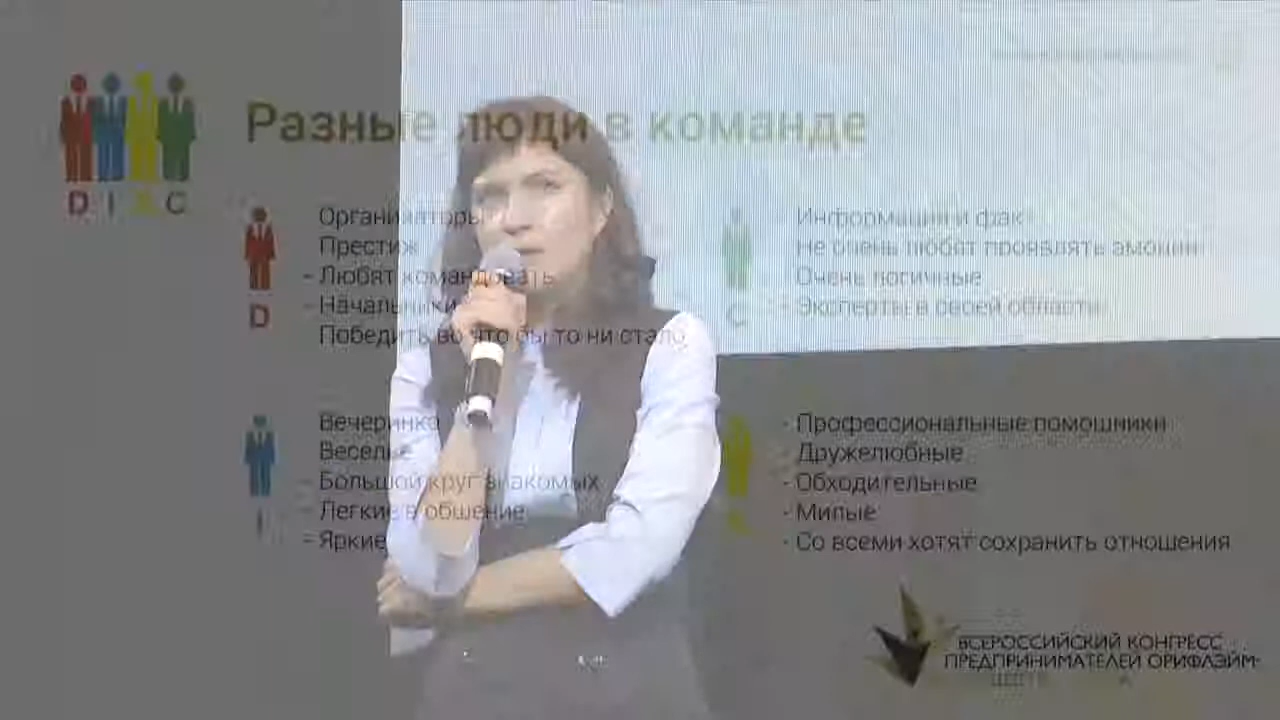 Разные люди в команде
D I S C
Организаторы
Престиж
- Любят командовать
- Начальники
Победить во что бы то ни стало
D
Информация и факт
Не очень любят проявлять эмоции
Очень логичные
- Эксперты в своей области
C
Вечеринка
Веселье
- Большой круг знакомых
- Легкие в общение
- Яркие
I
- Профессиональные помощники
Дружелюбные
- Обходительные
- Милые
- Со всеми хотят сохранить отношения
ВСЕРОССИЙСКИЙ КОНГРЕСС
ПРЕДПРИНИМАТЕЛЕЙ ОРИФЛЭЙМ